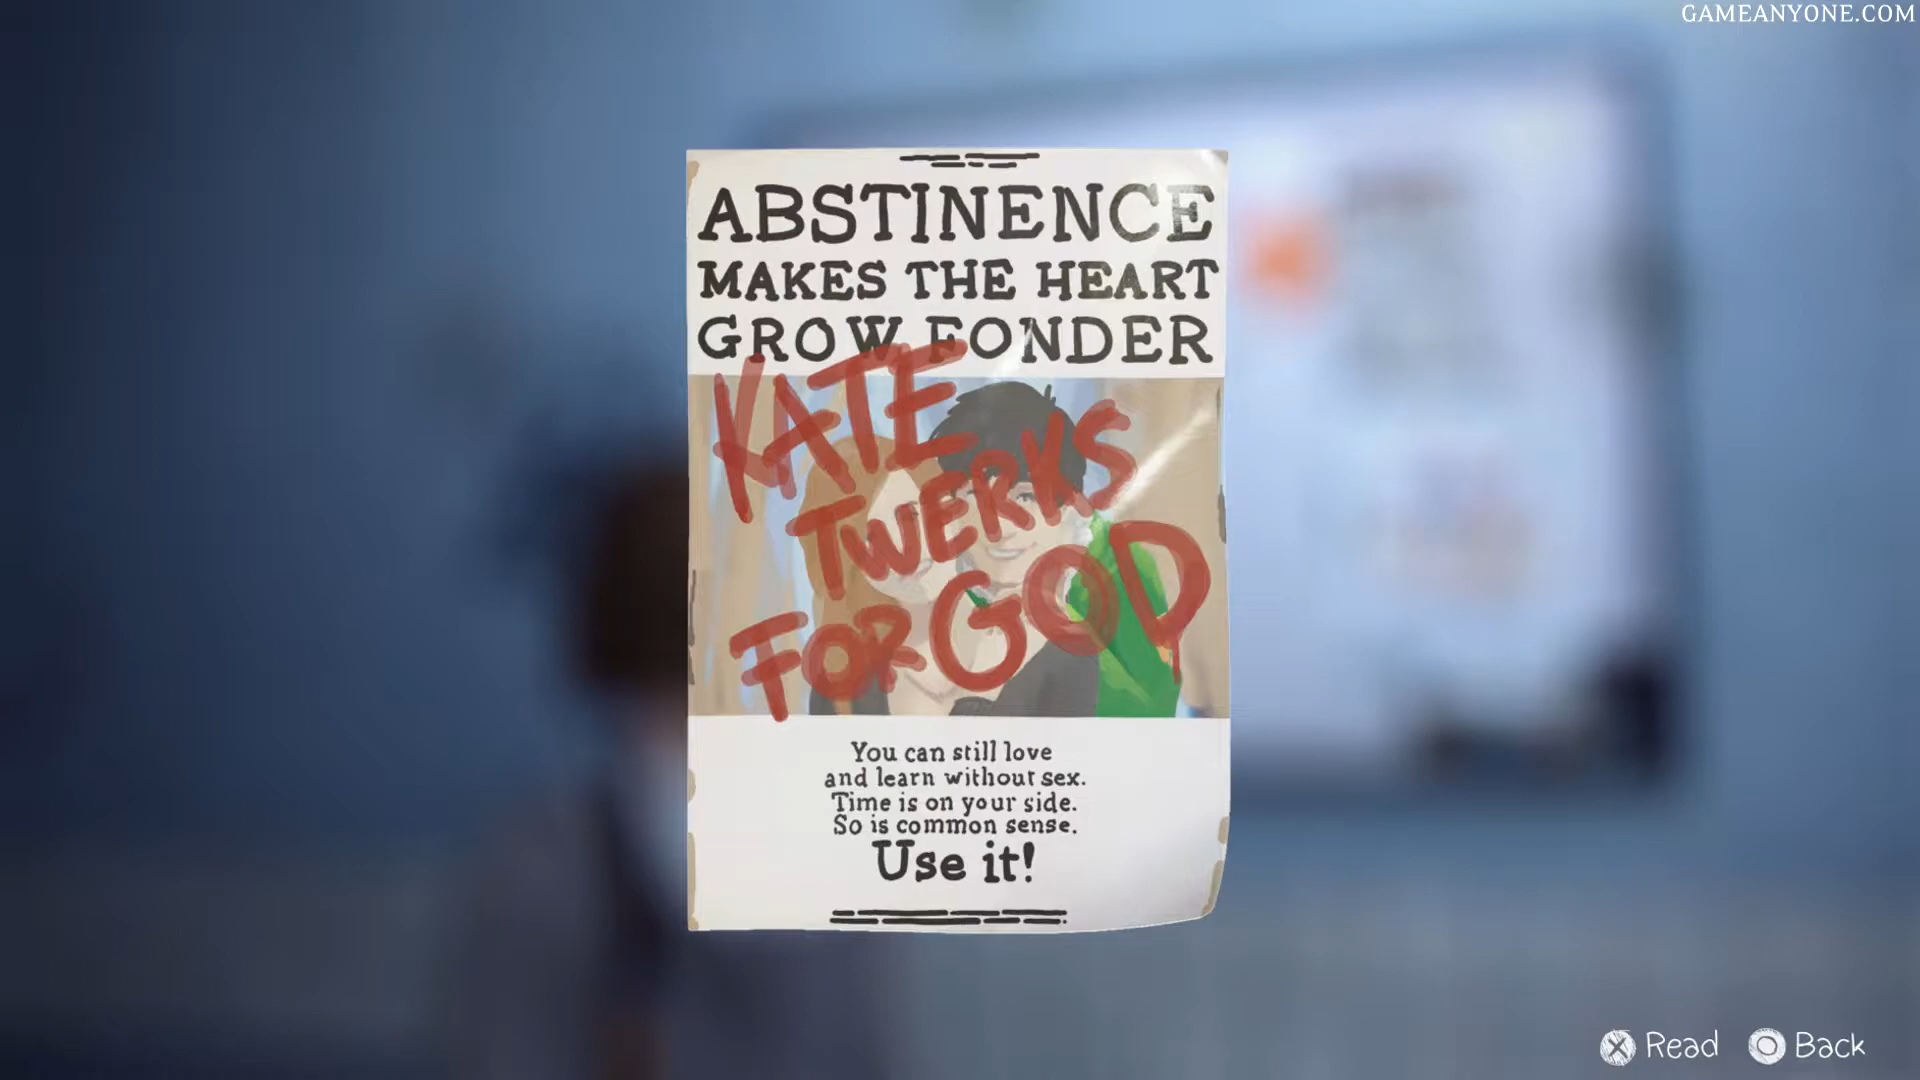 GAMEANYONE.COM
ABSTINENCE
MAKES THE HEART
GROW FONDER
KATE
TWERKS
FOR GOD
You can still love
and learn without sex.
Time is on your side.
So is common sense.
Use it!
Read Back